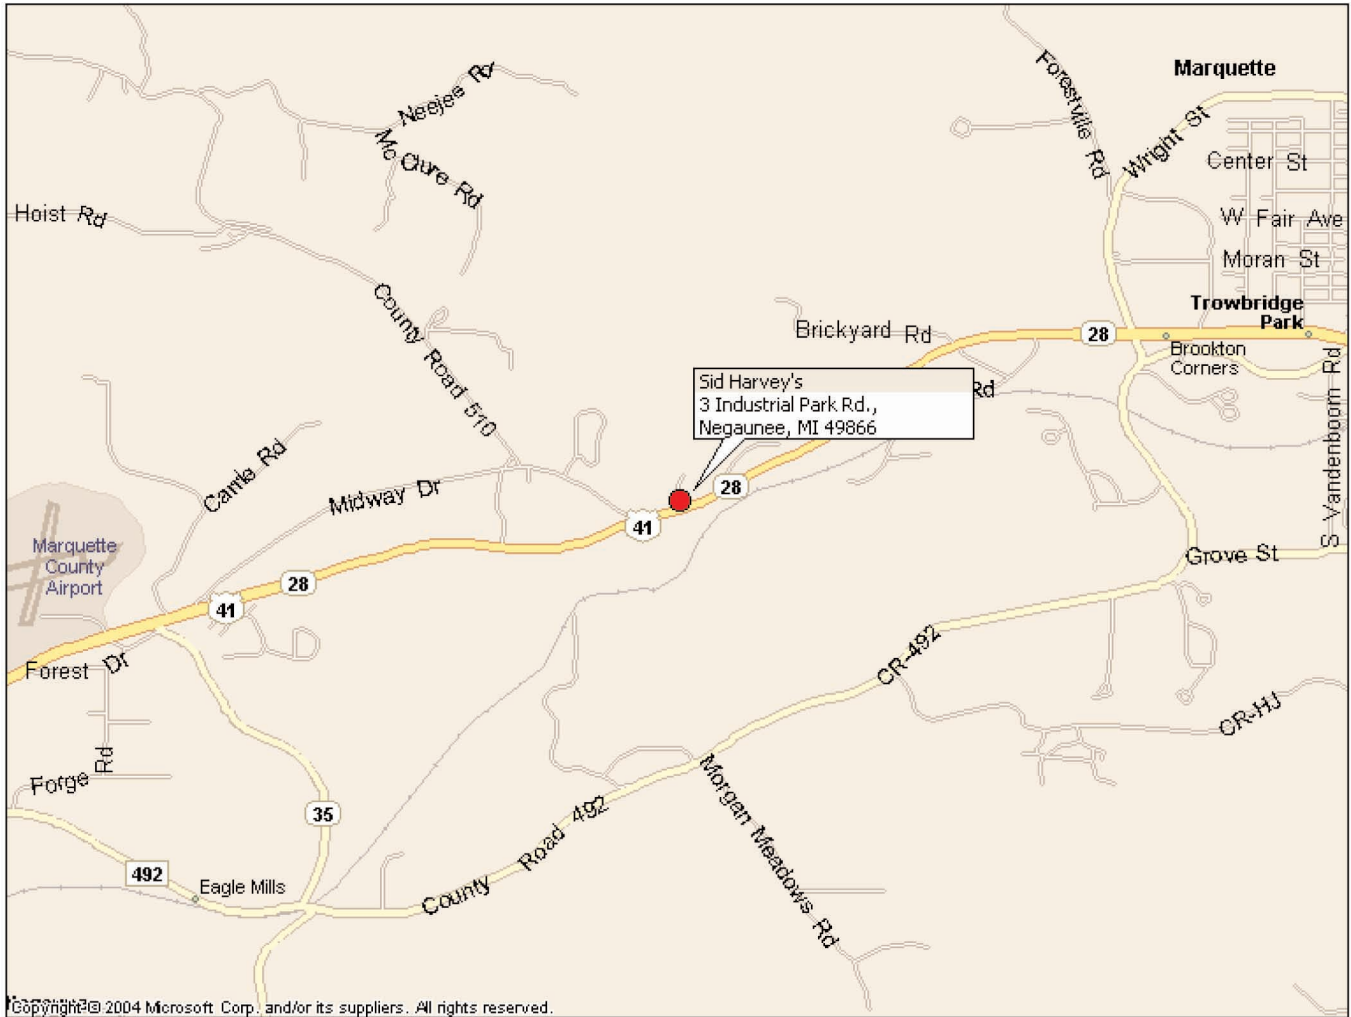 Marquette
Forestville Rd
Wright St
Neejee Rd
Mc Clure Rd
Center St
Hoist Rd
W Fair Ave
Moran St
County Road 510
Trowbridge
Park
Brickyard Rd
28
Brookton
Corners
S Vandenboom Rd
Sid Harvey's
3 Industrial Park Rd.,
Negaunee, MI 49866
Rd
Carrie Rd
Midway Dr
28
41
Marquette
County
Airport
28
41
Grove St
Forest Dr
CR-492
CR-HJ
Forge Rd
35
Morgan Meadows Rd
County Road 492
492
Eagle Mills
Copyright © 2004 Microsoft Corp. and/or its suppliers. All rights reserved.